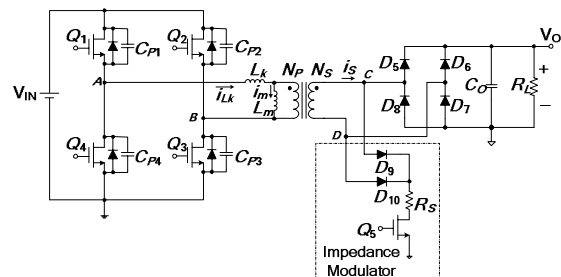 Q1
Q2
CP1
CP2
VIN
A
Lk
NP
NS
iS
C
D5
D6
VO
+
iLk
im
Lm
B
D8
D7
CO
RL
−
D
Q4
Q3
CP4
CP3
D9
D10
RS
Q5
Impedance
Modulator